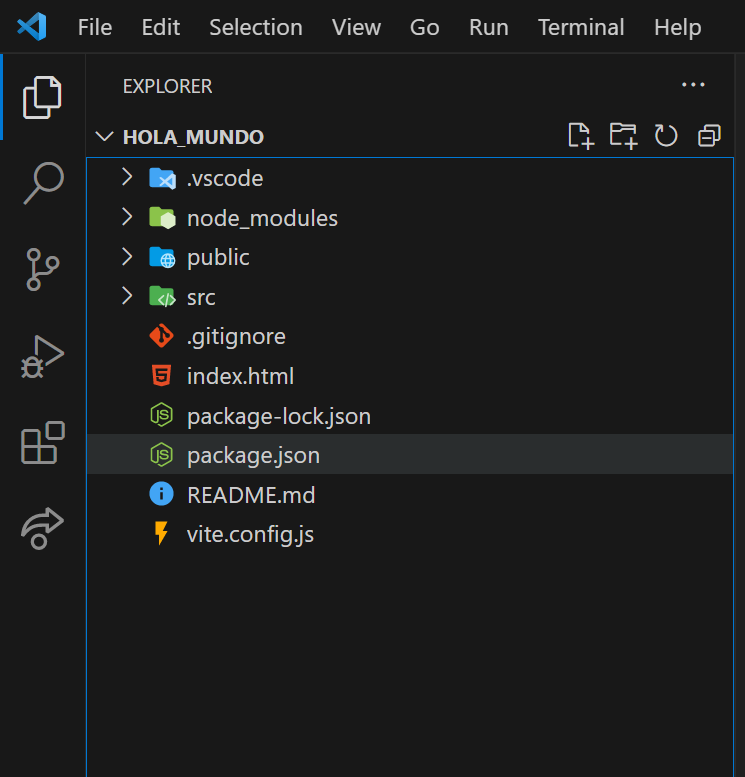 File Edit Selection View Go Run Terminal Help
EXPLORER
HOLA_MUNDO
.vscode
node_modules
public
src
.gitignore
index.html
package-lock.json
package.json
README.md
vite.config.js